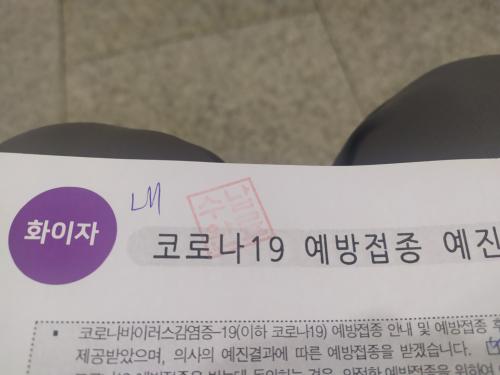 화이자
코로나19 예방접종 예진
▪ 코로나바이러스감염증-19(이하 코로나19) 예방접종 안내 및 예방접종 후
제공받았으며, 의사의 예진결과에 따른 예방접종을 받겠습니다.